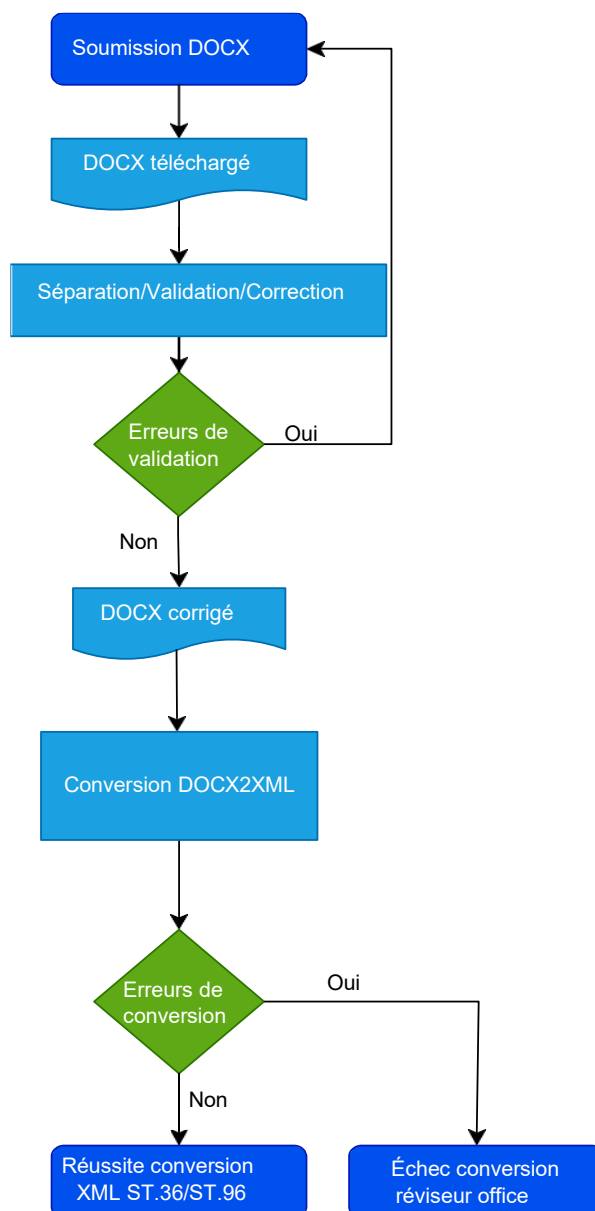 Soumission DOCX
DOCX téléchargé
Séparation/Validation/Correction
Erreurs de
validation
Oui
Non
DOCX corrigé
Conversion DOCX2XML
Erreurs de
conversion
Oui
Non
Réussite conversion
XML ST.36/ST.96
Échec conversion
réviseur office